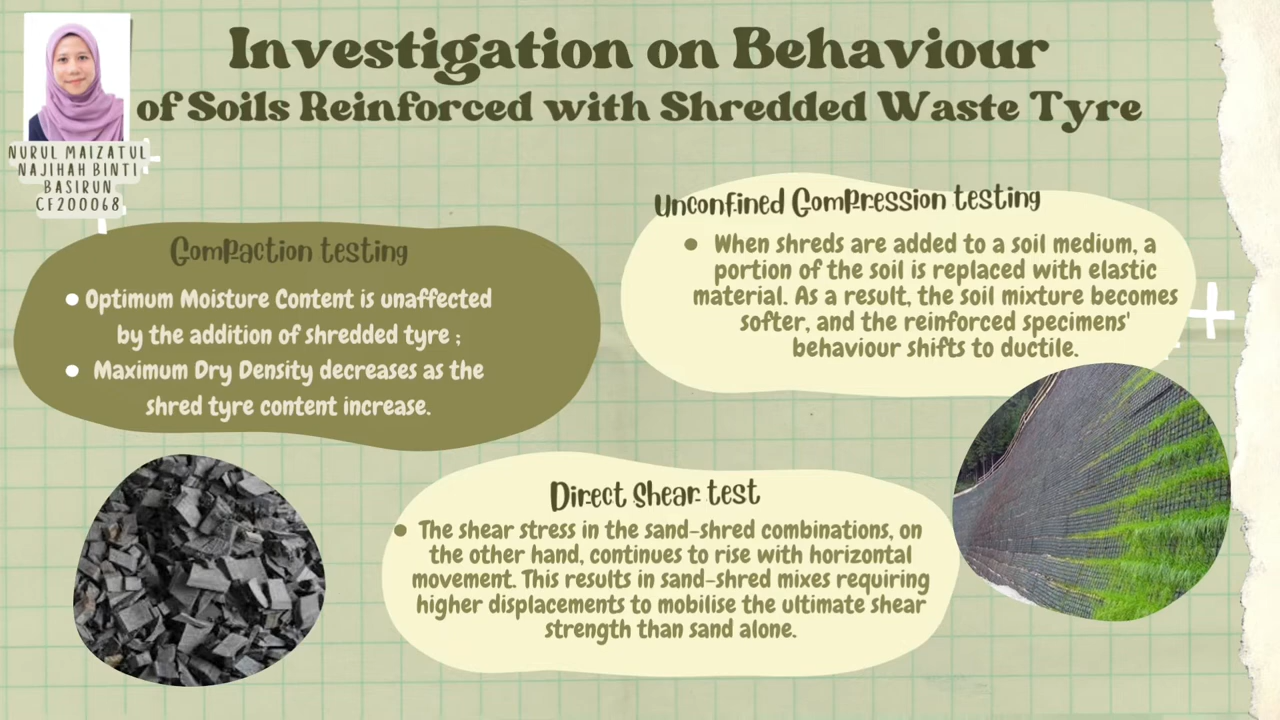 Investigation on Behaviour
of Soils Reinforced with Shredded Waste Tyre
NURUL MAIZATUL
NAJIHAH BINTI
BASIRUN
CF200068
Compaction testing
• Optimum Moisture Content is unaffected
by the addition of shredded tyre ;
• Maximum Dry Density decreases as the
shred tyre content increase.
Unconfined Compression testing
• When shreds are added to a soil medium, a
portion of the soil is replaced with elastic
material. As a result, the soil mixture becomes
softer, and the reinforced specimens'
behaviour shifts to ductile.
Direct Shear test
• The shear stress in the sand-shred combinations, on
the other hand, continues to rise with horizontal
movement. This results in sand-shred mixes requiring
higher displacements to mobilise the ultimate shear
strength than sand alone.